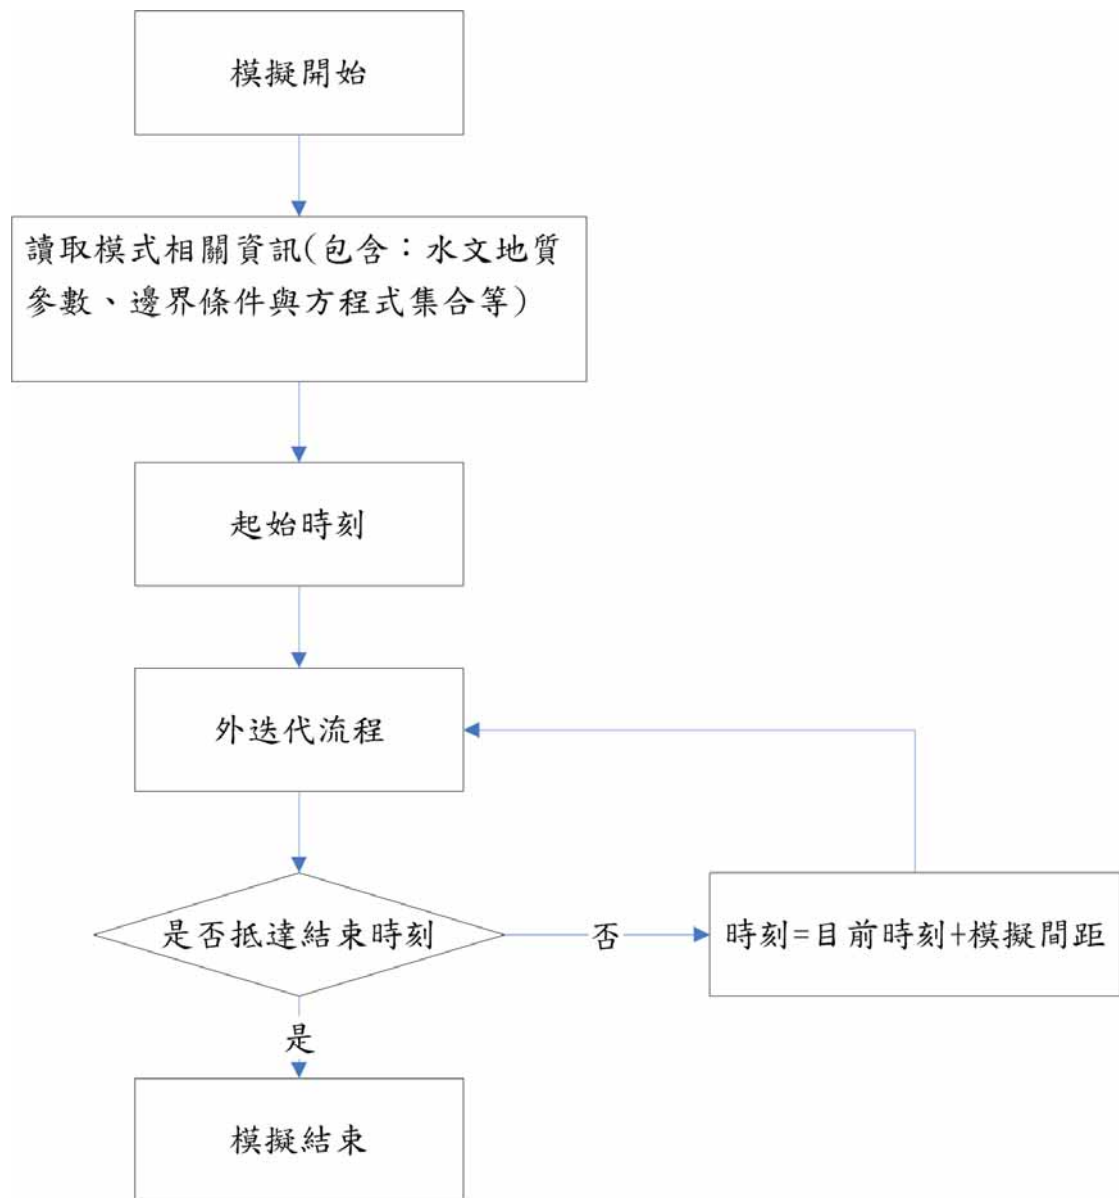 模擬開始
讀取模式相關資訊(包含：水文地質
參數、邊界條件與方程式集合等)
起始時刻
外迭代流程
是否抵達結束時刻
否
時刻=目前時刻+模擬間距
是
模擬結束